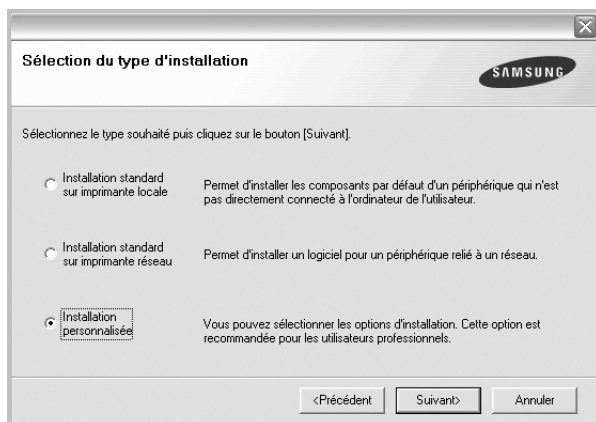 Sélection du type d'installation
SAMSUNG
Sélectionnez le type souhaité puis cliquez sur le bouton [Suivant].
Installation standard
sur imprimante locale
Permet d'installer les composants par défaut d'un périphérique qui n'est
pas directement connecté à l'ordinateur de l'utilisateur.
Installation standard
sur imprimante réseau
Permet d'installer un logiciel pour un périphérique relié à un réseau.
Installation
personnalisée
Vous pouvez sélectionner les options d'installation. Cette option est
recommandée pour les utilisateurs professionnels.
<Précédent Suivant> Annuler